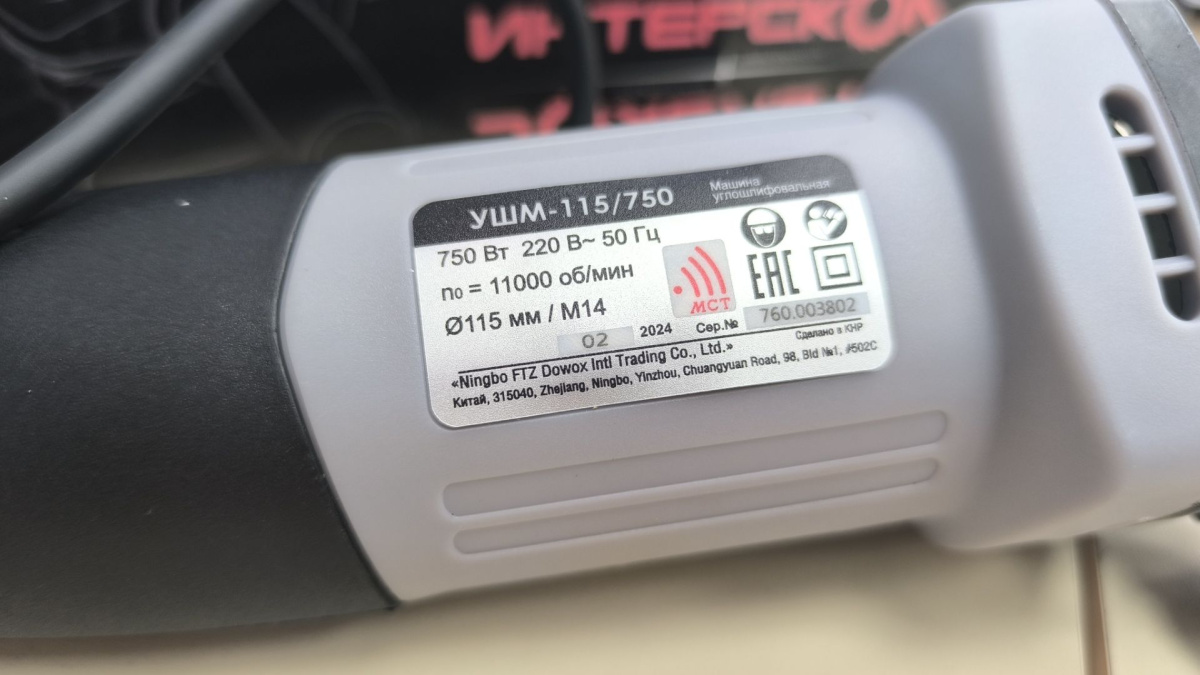 ИНТЕРСКОЛ
УШМ-115/750
Машина
углошлифовальная
750 Вт 220 В~ 50 Гц
n₀ = 11000 об/мин
Ø115 мм / М14
МСТ
ЕАС
02 2024 Сер.№ 760.003802
Сделано в КНР
«Ningbo FTZ Dowox Intl Trading Co., Ltd.»
Китай, 315040, Zhejiang, Ningbo, Yinzhou, Chuangyuan Road, 98, Bld №1, #502C